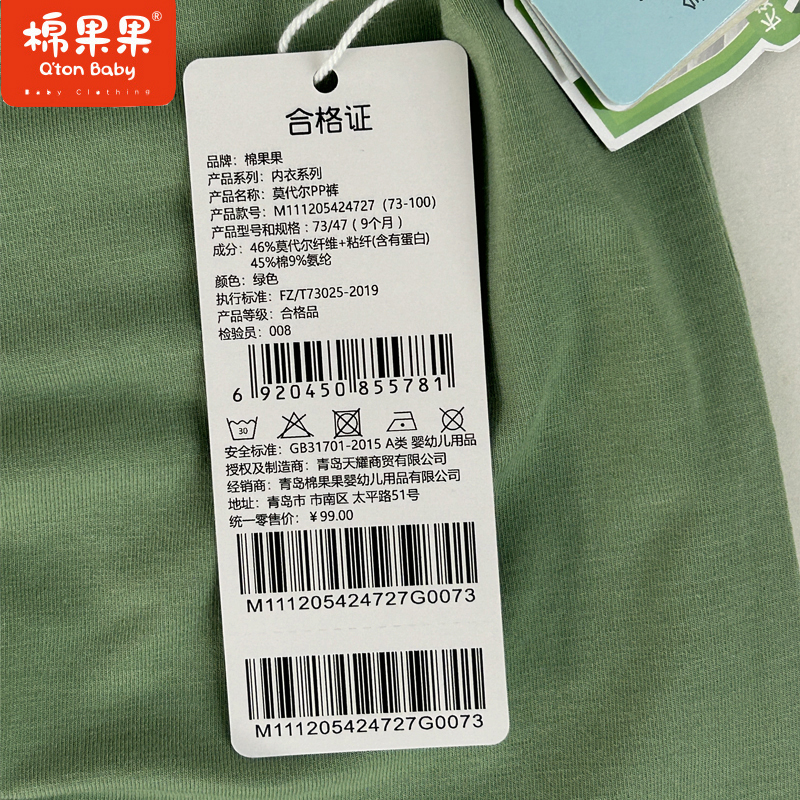 棉果果®
Q'ton Baby
Baby Clothing
合格证
品牌：棉果果
产品系列：内衣系列
产品名称：莫代尔PP裤
产品款号：M111205424727（73-100）
产品型号和规格：73/47（9个月）
成分：46%莫代尔纤维+粘纤(含有蛋白)
45%棉9%氨纶
颜色：绿色
执行标准：FZ/T73025-2019
产品等级：合格品
检验员：008
6 920450 855781
30
安全标准：GB31701-2015 A类 婴幼儿用品
授权及制造商：青岛天耀商贸有限公司
经销商：青岛棉果果婴幼儿用品有限公司
地址：青岛市 市南区 太平路51号
统一零售价：￥99.00
M111205424727G0073
M111205424727G0073